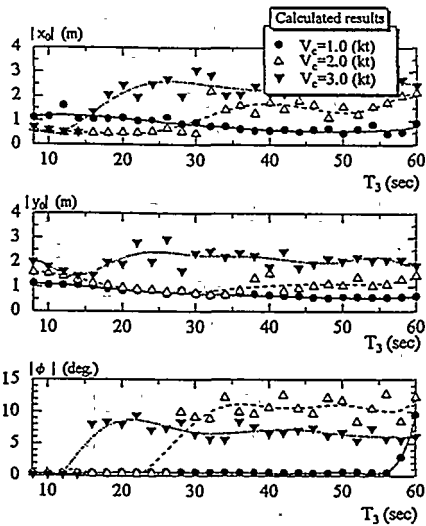 Calculated results
● V_c=1.0 (kt)
△ V_c=2.0 (kt)
▼ V_c=3.0 (kt)
|x₀| (m)
4
3
2
1
0
10 20 30 40 50 60
T₃ (sec)
|y₀| (m)
4
3
2
1
0
10 20 30 40 50 60
T₃ (sec)
|ϕ| (deg.)
15
10
5
0
10 20 30 40 50 60
T₃ (sec)